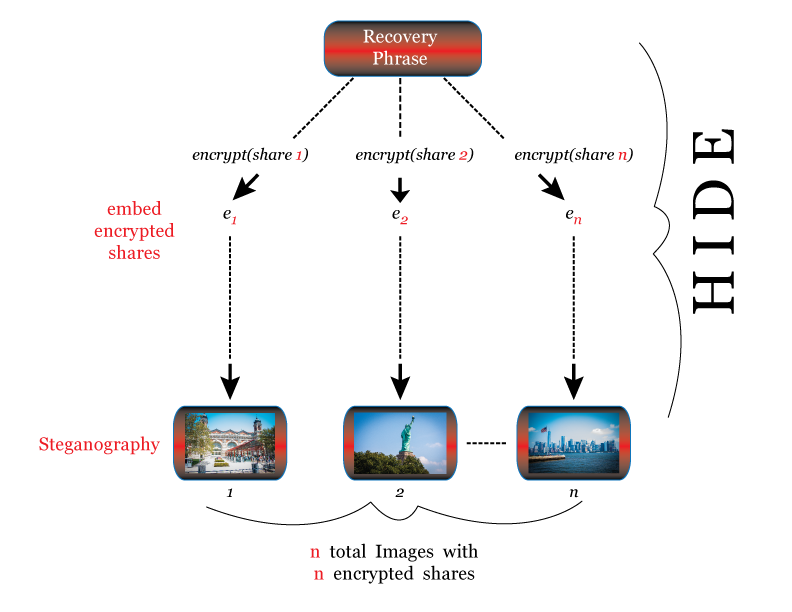 Recovery
Phrase
encrypt(share 1)
encrypt(share 2)
encrypt(share n)
embed
encrypted
shares
e1
e2
en
HIDE
Steganography
1
2
n
n total Images with
n encrypted shares